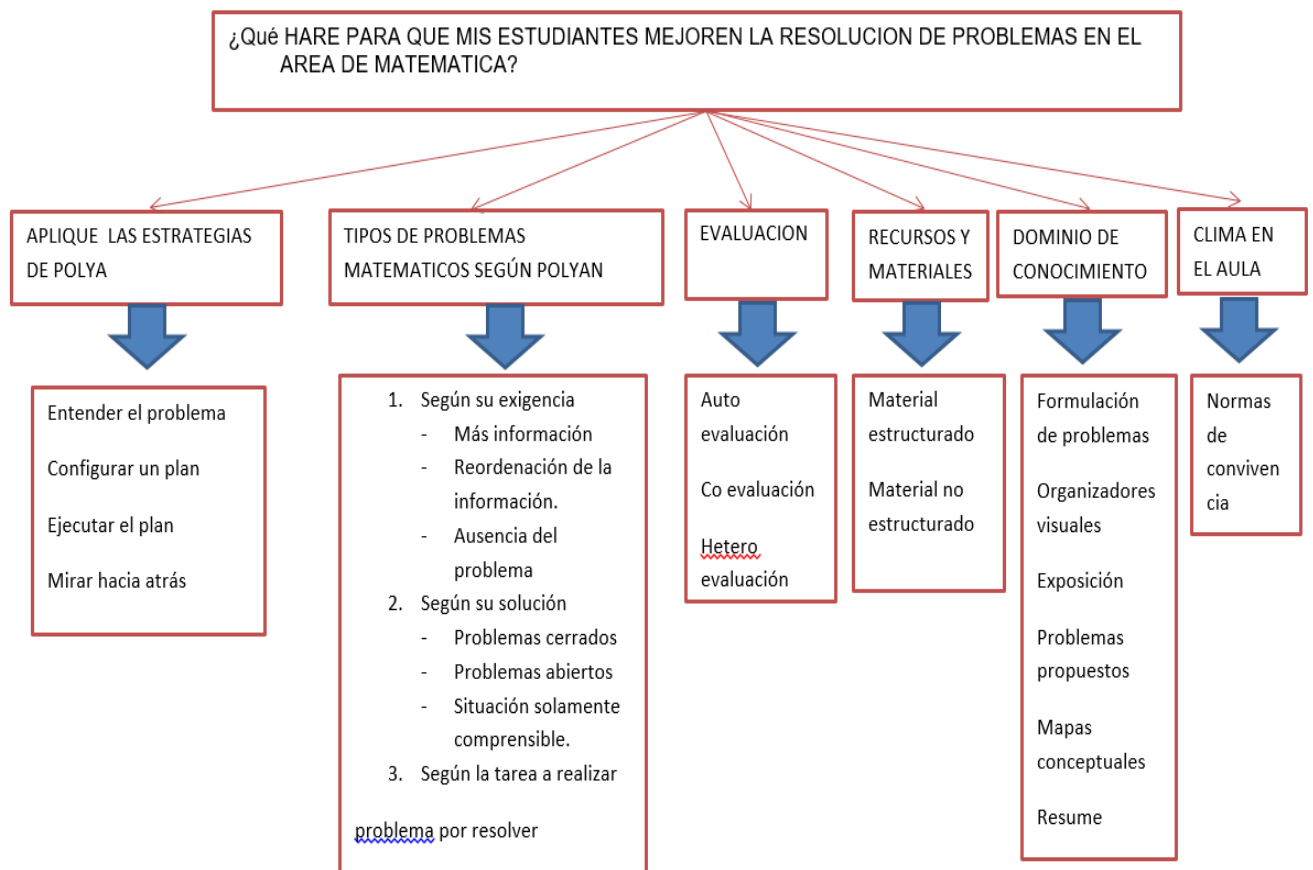 ¿Qué HARE PARA QUE MIS ESTUDIANTES MEJOREN LA RESOLUCION DE PROBLEMAS EN EL
AREA DE MATEMATICA?
APLIQUE LAS ESTRATEGIAS
DE POLYA
Entender el problema
Configurar un plan
Ejecutar el plan
Mirar hacia atrás
TIPOS DE PROBLEMAS
MATEMATICOS SEGÚN POLYAN
1. Según su exigencia
- Más información
- Reordenación de la
información.
- Ausencia del
problema
2. Según su solución
- Problemas cerrados
- Problemas abiertos
- Situación solamente
comprensible.
3. Según la tarea a realizar
problema por resolver
EVALUACION
Auto
evaluación
Co evaluación
Hetero
evaluación
RECURSOS Y
MATERIALES
Material
estructurado
Material no
estructurado
DOMINIO DE
CONOCIMIENTO
Formulación
de problemas
Organizadores
visuales
Exposición
Problemas
propuestos
Mapas
conceptuales
Resume
CLIMA EN
EL AULA
Normas
de
conviven
cia